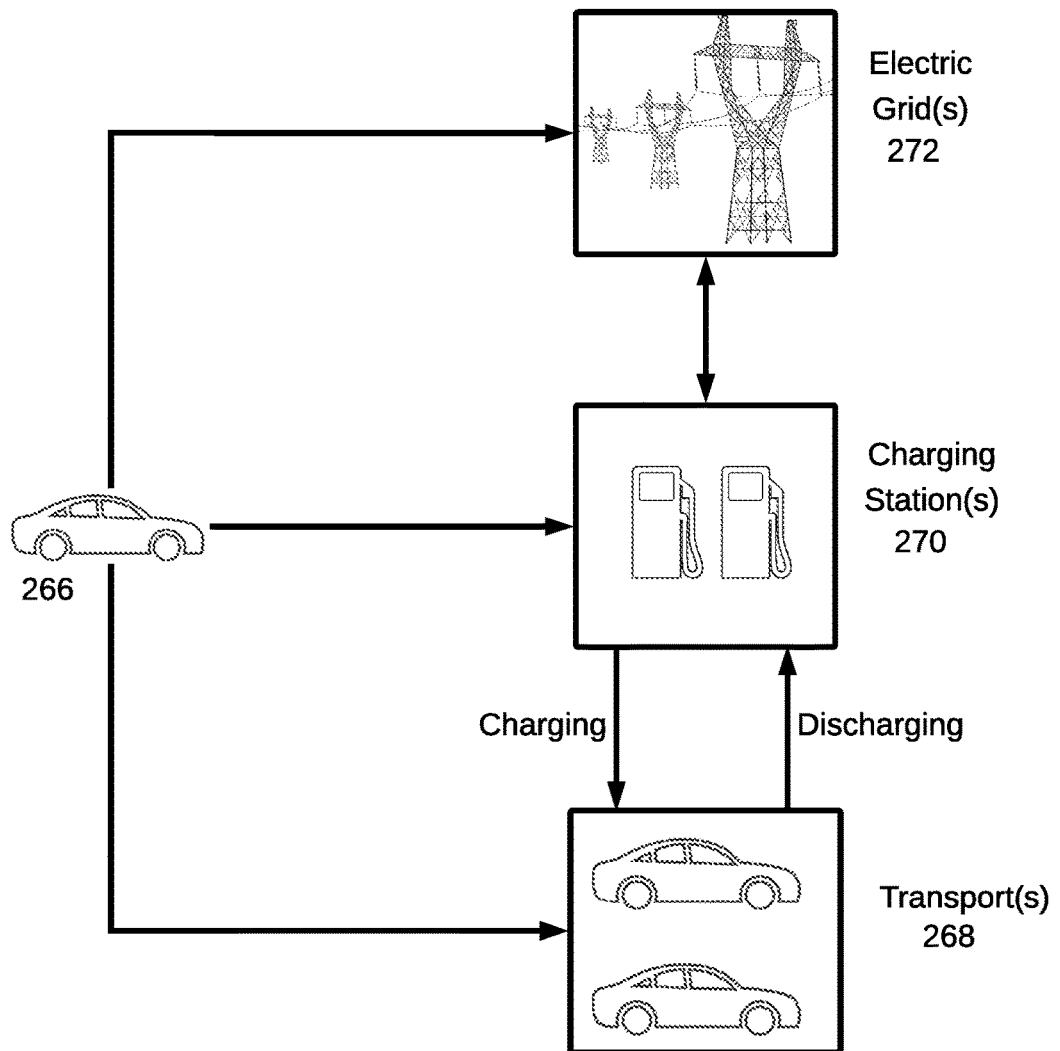 Electric
Grid(s)
272
Charging
Station(s)
270
266
Charging
Discharging
Transport(s)
268